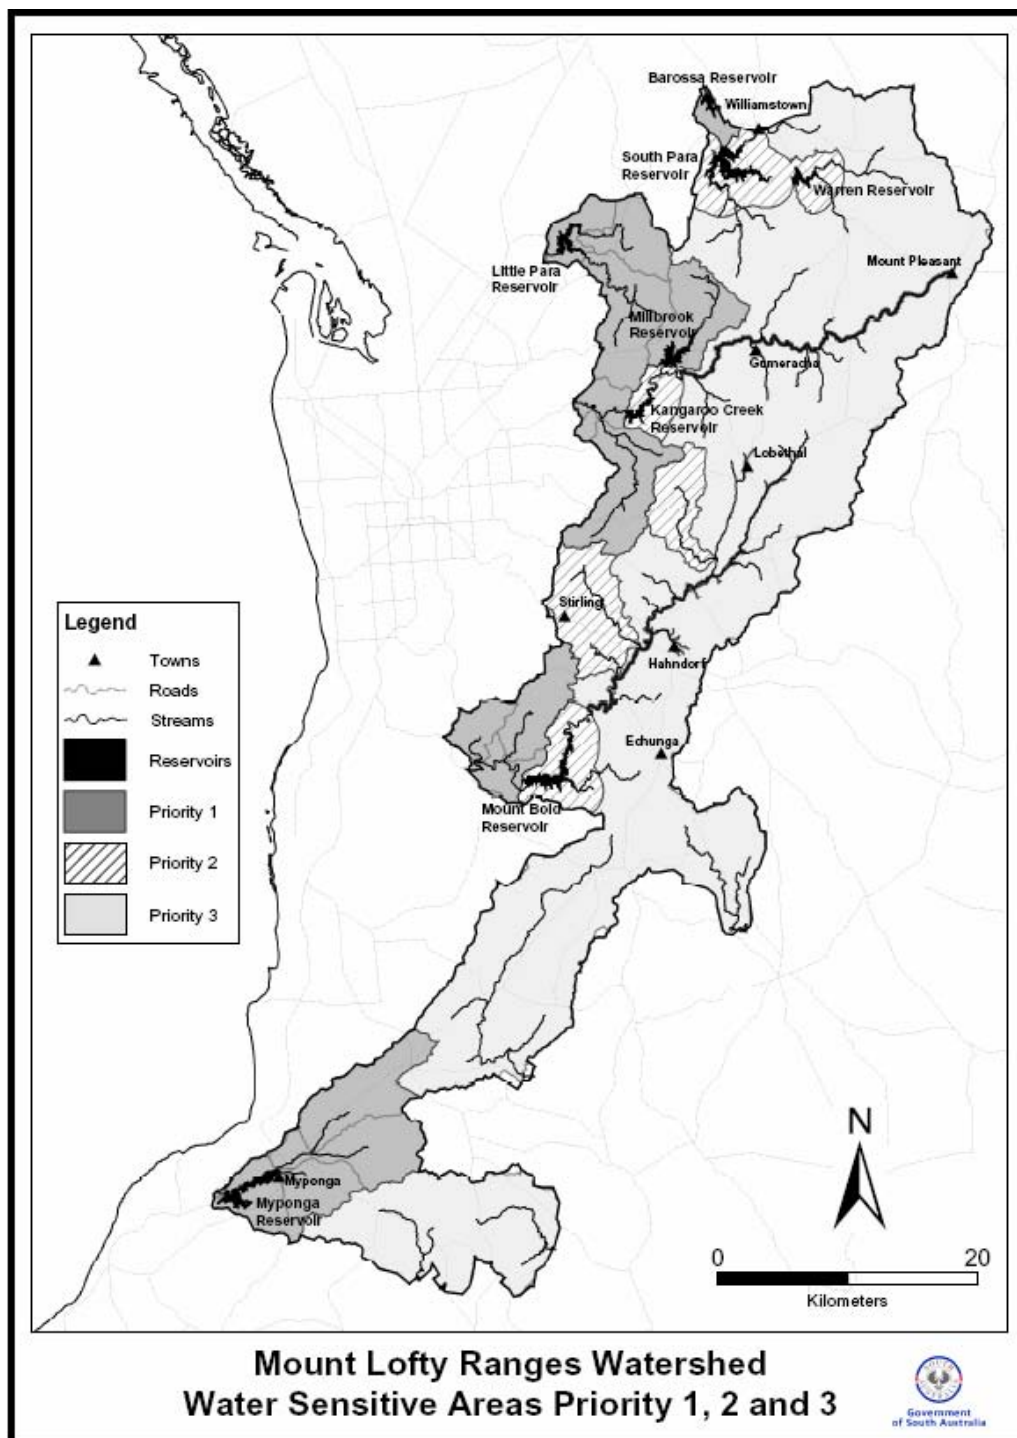 Barossa Reservoir
Williamstown
South Para
Reservoir
Warren Reservoir
Mount Pleasant
Little Para
Reservoir
Millbrook
Reservoir
Gumeracha
Kangaroo Creek
Reservoir
Lobethal
Stirling
Hahndorf
Echunga
Mount Bold
Reservoir
Legend
Towns
Roads
Streams
Reservoirs
Priority 1
Priority 2
Priority 3
Myponga
Myponga
Reservoir
N
0 20
Kilometers
Mount Lofty Ranges Watershed
Water Sensitive Areas Priority 1, 2 and 3
SOUTH
AUSTRALIA
Government
of South Australia